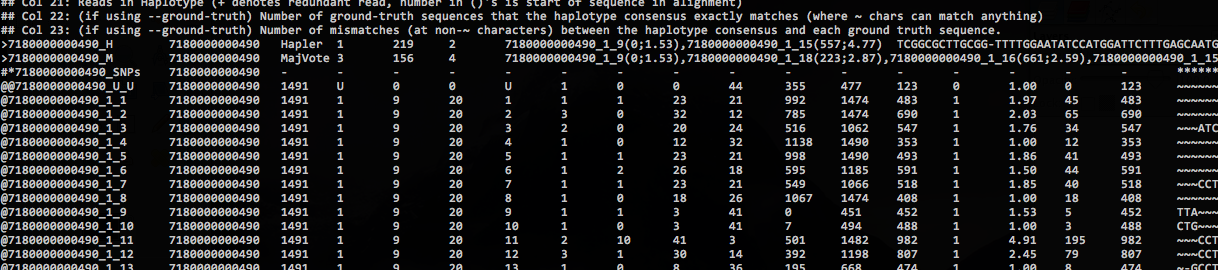 ## Col 21: Reads in Haplotype (+ denotes redundant read, number in ()'s is start of sequence in alignment)
## Col 22: (if using --ground-truth) Number of ground-truth sequences that the haplotype consensus exactly matches (where ~ chars can match anything)
## Col 23: (if using --ground-truth) Number of mismatches (at non-~ characters) between the haplotype consensus and each ground truth sequence.
>7180000000490_H 7180000000490 Hapler 1 219 2 7180000000490_1_9(0;1.53),7180000000490_1_15(557;4.77) TCGGCGCTTGCGG-TTTTGGAATATCCATGGATTCTTTGAGCAATG
>7180000000490_M 7180000000490 MajVote 3 156 4 7180000000490_1_9(0;1.53),7180000000490_1_18(223;2.87),7180000000490_1_16(661;2.59),7180000000490_1_15
#*7180000000490_SNPs - - - - - - - - - - - - - - - - ******
@@7180000000490_U_U 7180000000490 1491 U 0 0 U 1 0 0 44 355 477 123 0 1.00 0 123 ~~~~~~
@7180000000490_1_1 7180000000490 1491 1 9 20 1 1 0 23 21 992 1474 483 1 1.97 45 483 ~~~~~~
@7180000000490_1_2 7180000000490 1491 1 9 20 2 3 0 32 12 785 1474 690 1 2.03 65 690 ~~~~~~
@7180000000490_1_3 7180000000490 1491 1 9 20 3 2 0 20 24 516 1062 547 1 1.76 34 547 ~~~ATC
@7180000000490_1_4 7180000000490 1491 1 9 20 4 1 0 12 32 1138 1490 353 1 1.00 12 353 ~~~~~~
@7180000000490_1_5 7180000000490 1491 1 9 20 5 1 1 23 21 998 1490 493 1 1.86 41 493 ~~~~~~
@7180000000490_1_6 7180000000490 1491 1 9 20 6 1 2 26 18 595 1185 591 1 1.50 44 591 ~~~~~~
@7180000000490_1_7 7180000000490 1491 1 9 20 7 1 1 23 21 549 1066 518 1 1.85 40 518 ~~~CCT
@7180000000490_1_8 7180000000490 1491 1 9 20 8 1 0 18 26 1067 1474 408 1 1.00 18 408 ~~~~~~
@7180000000490_1_9 7180000000490 1491 1 9 20 9 1 1 3 41 0 451 452 1 1.53 5 452 TTA~~~
@7180000000490_1_10 7180000000490 1491 1 9 20 10 1 0 3 41 7 494 488 1 1.00 3 488 CTG~~~
@7180000000490_1_11 7180000000490 1491 1 9 20 11 2 10 41 3 501 1482 982 1 4.91 195 982 ~~~CCT
@7180000000490_1_12 7180000000490 1491 1 9 20 12 3 1 30 14 392 1198 807 1 2.45 79 807 ~~~CCT
@7180000000490_1_13 7180000000490 1491 1 9 20 13 1 0 8 36 195 668 474 1 1.00 8 474 ~-GCCT